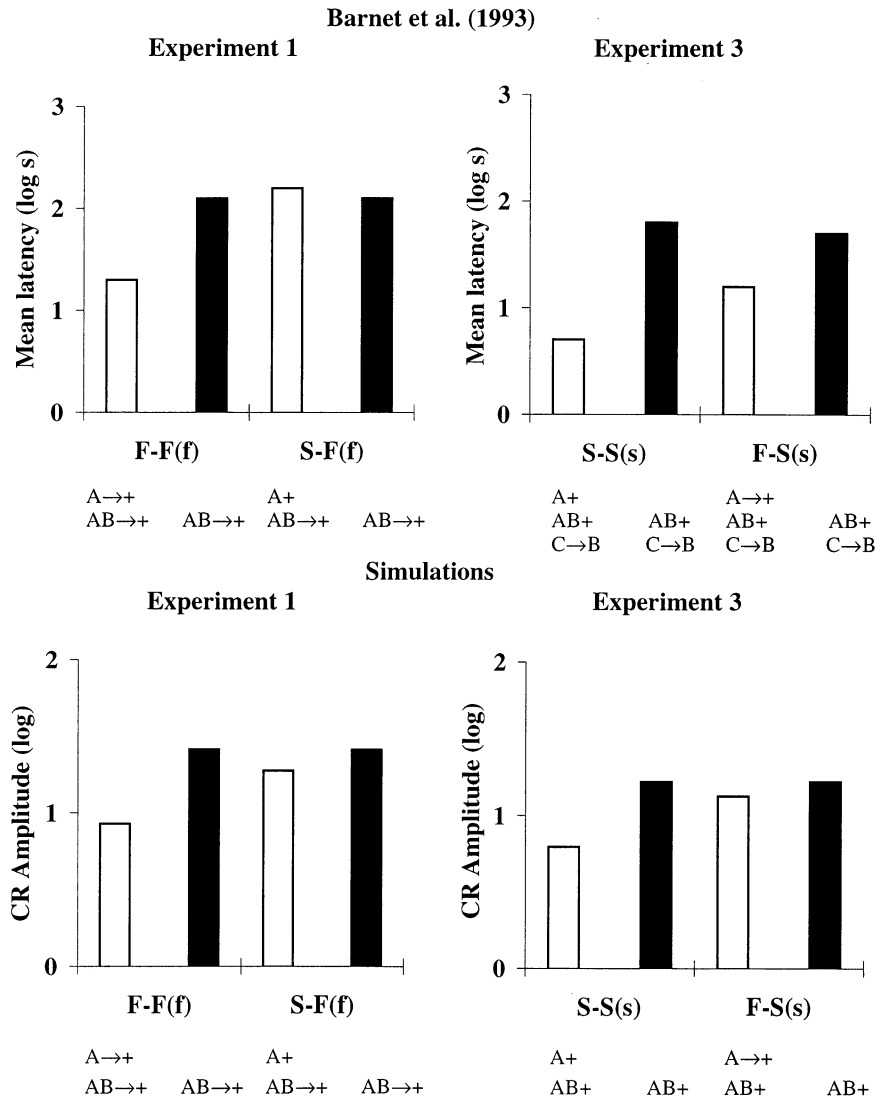 Barnet et al. (1993)
Experiment 1
Mean latency (log s)
3
2
1
0
F-F(f)
S-F(f)
A→+
A+
AB→+
AB→+
AB→+
AB→+
Experiment 3
Mean latency (log s)
3
2
1
0
S-S(s)
F-S(s)
A+
A→+
AB+
AB+
AB+
AB+
C→B
C→B
C→B
C→B
Simulations
Experiment 1
CR Amplitude (log)
2
1
0
F-F(f)
S-F(f)
A→+
A+
AB→+
AB→+
AB→+
AB→+
Experiment 3
CR Amplitude (log)
2
1
0
S-S(s)
F-S(s)
A+
A→+
AB+
AB+
AB+
AB+